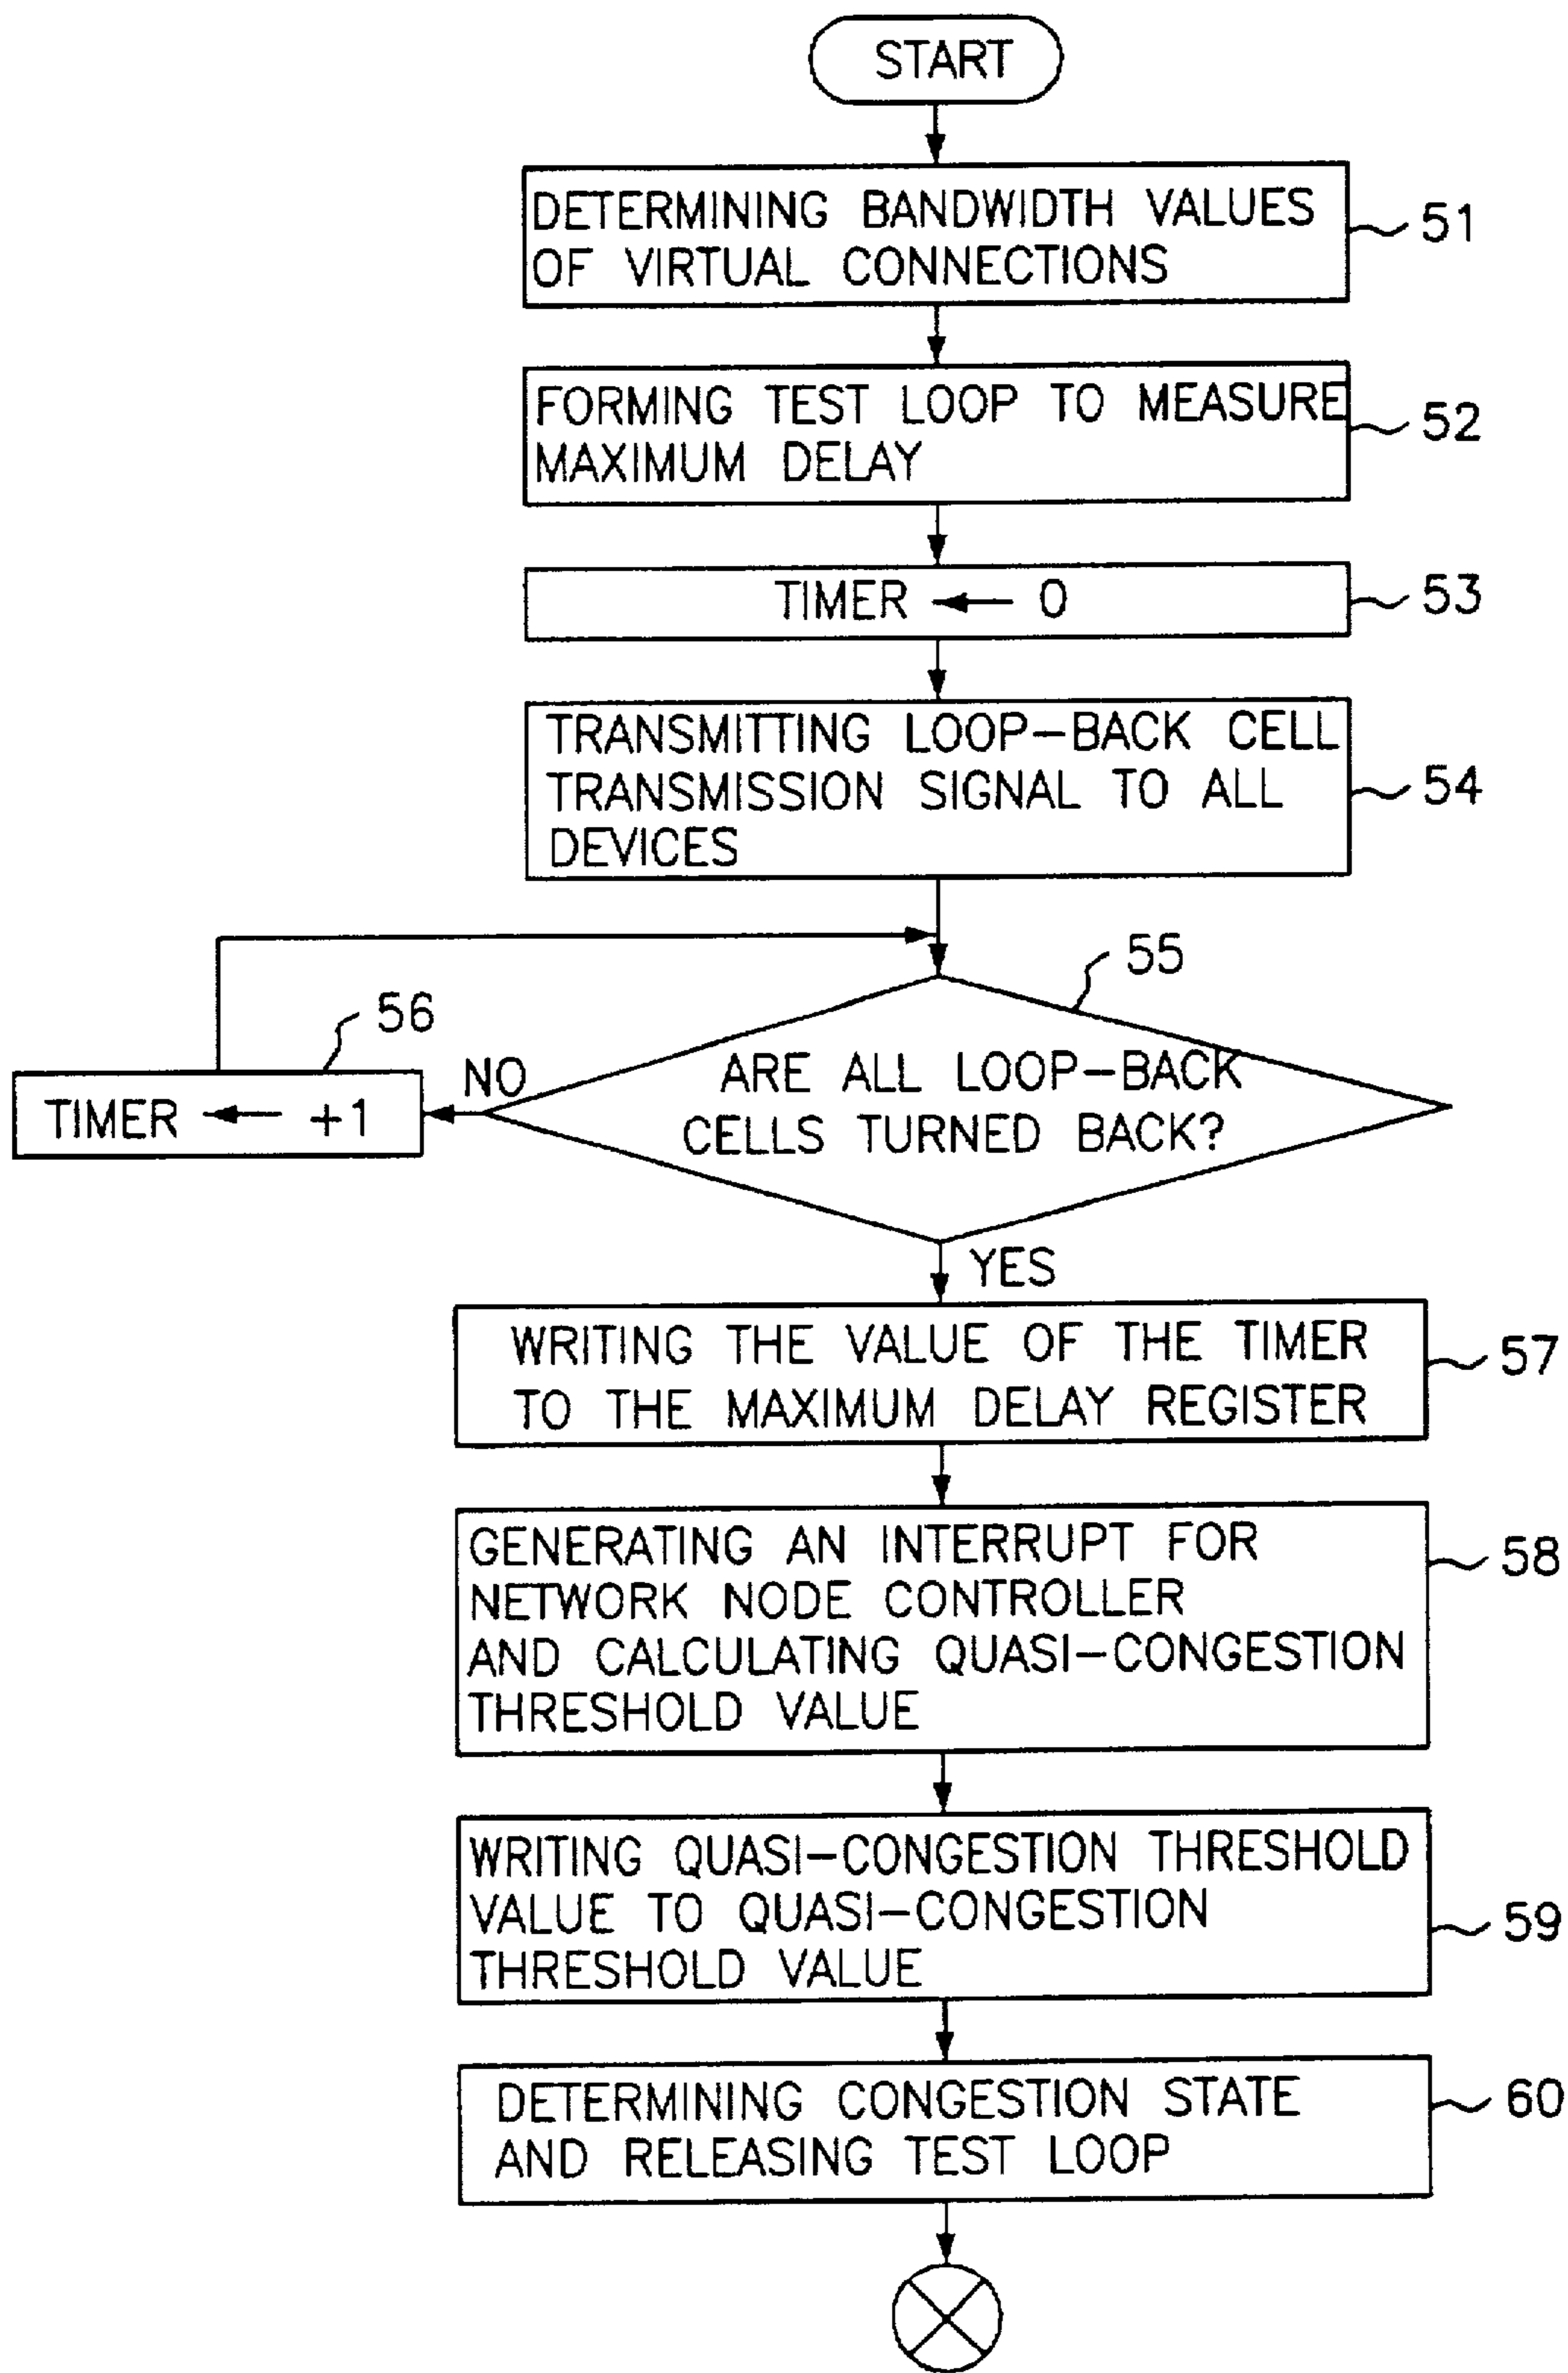 START
DETERMINING BANDWIDTH VALUES
OF VIRTUAL CONNECTIONS
51
FORMING TEST LOOP TO MEASURE
MAXIMUM DELAY
52
TIMER ← 0
53
TRANSMITTING LOOP-BACK CELL
TRANSMISSION SIGNAL TO ALL
DEVICES
54
55
ARE ALL LOOP-BACK
CELLS TURNED BACK?
NO
56
TIMER ← +1
YES
WRITING THE VALUE OF THE TIMER
TO THE MAXIMUM DELAY REGISTER
57
GENERATING AN INTERRUPT FOR
NETWORK NODE CONTROLLER
AND CALCULATING QUASI-CONGESTION
THRESHOLD VALUE
58
WRITING QUASI-CONGESTION THRESHOLD
VALUE TO QUASI-CONGESTION
THRESHOLD VALUE
59
DETERMINING CONGESTION STATE
AND RELEASING TEST LOOP
60